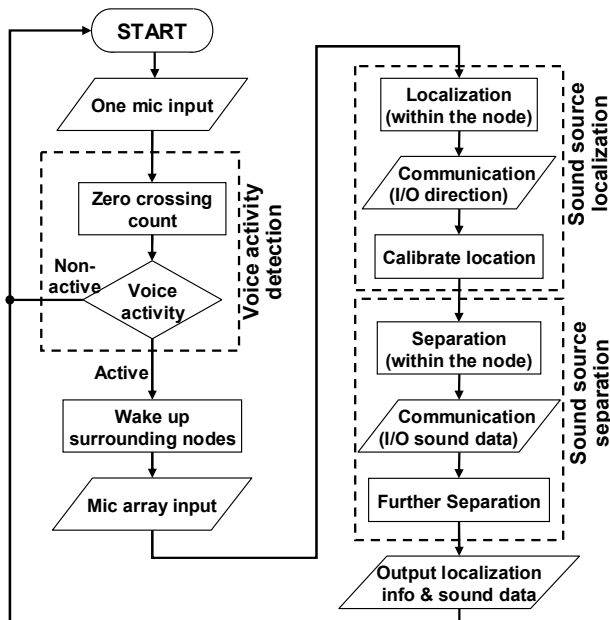 START
One mic input
Zero crossing
count
Voice activity
detection
Non-
active
Voice
activity
Active
Wake up
surrounding nodes
Mic array input
Localization
(within the node)
Communication
(I/O direction)
Calibrate location
Sound source
localization
Separation
(within the node)
Communication
(I/O sound data)
Further Separation
Sound source
separation
Output localization
info & sound data